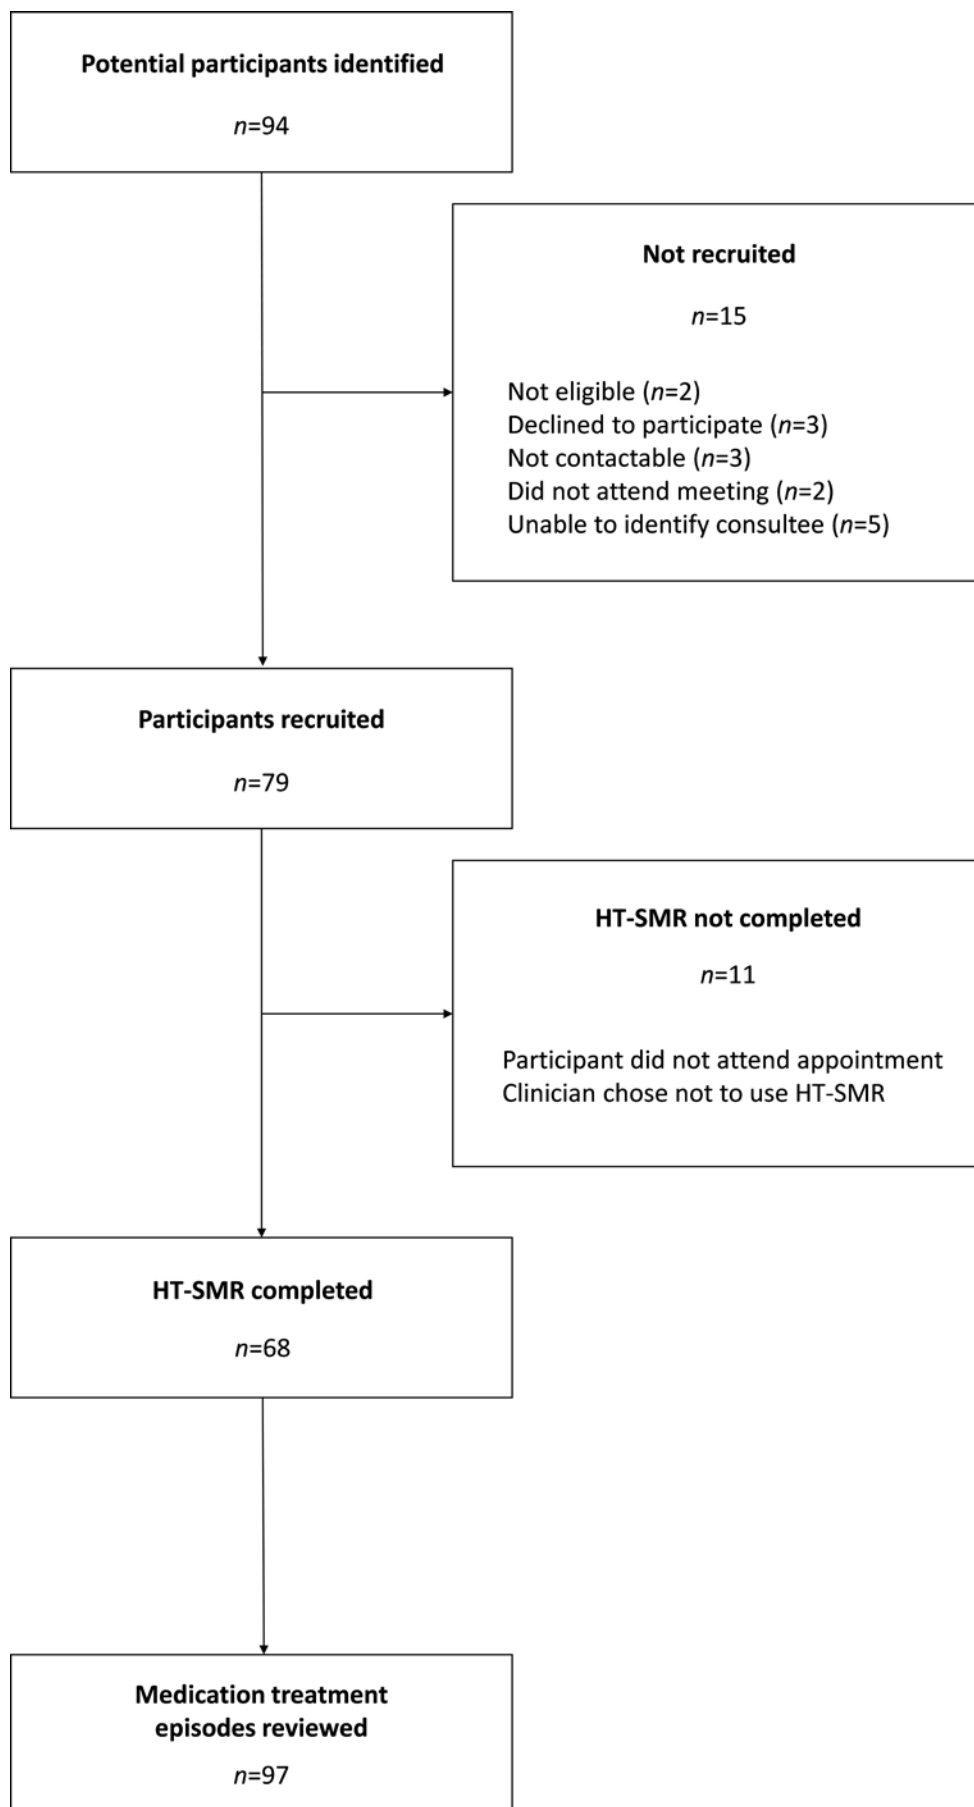 Potential participants identified
n=94
Not recruited
n=15
Not eligible (n=2)
Declined to participate (n=3)
Not contactable (n=3)
Did not attend meeting (n=2)
Unable to identify consultee (n=5)
Participants recruited
n=79
HT-SMR not completed
n=11
Participant did not attend appointment
Clinician chose not to use HT-SMR
HT-SMR completed
n=68
Medication treatment
episodes reviewed
n=97